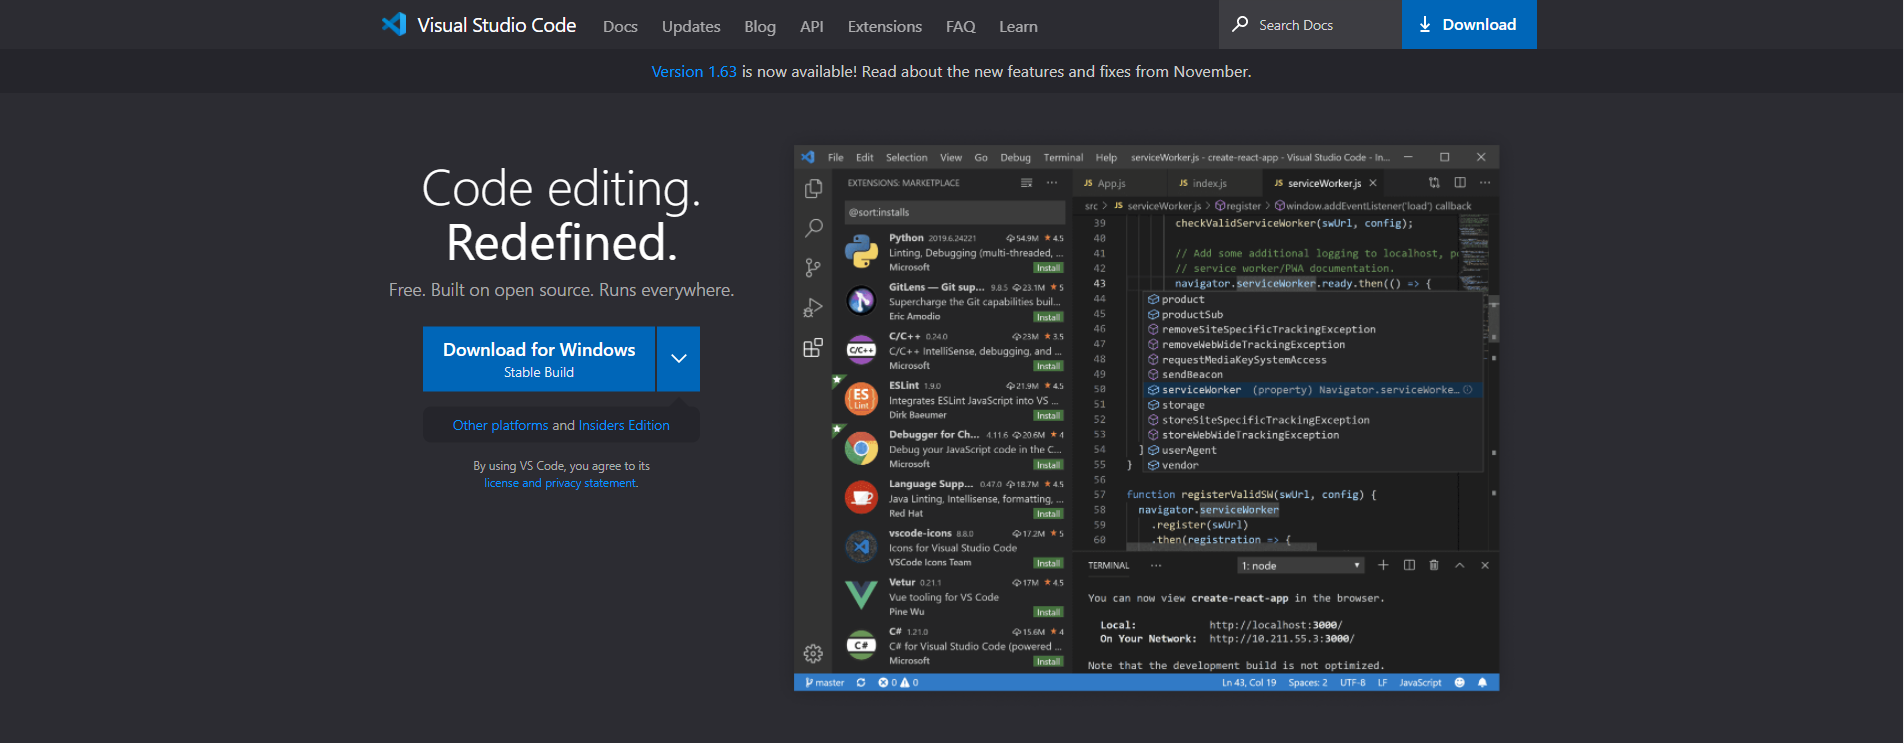 Visual Studio Code Docs Updates Blog API Extensions FAQ Learn Search Docs Download
Version 1.63 is now available! Read about the new features and fixes from November.
Code editing.
Redefined.
Free. Built on open source. Runs everywhere.
Download for Windows
Stable Build
Other platforms and Insiders Edition
By using VS Code, you agree to its
license and privacy statement.
File Edit Selection View Go Debug Terminal Help serviceWorker.js - create-react-app - Visual Studio Code - In...
EXTENSIONS: MARKETPLACE
@sort:installs
Python 2019.6.24221 54.9M 4.5
Linting, Debugging (multi-threaded, ...
Microsoft Install
GitLens — Git sup... 9.8.5 23.1M 5
Supercharge the Git capabilities buil...
Eric Amodio Install
C/C++ C/C++ 0.24.0 23M 3.5
C/C++ IntelliSense, debugging, and ...
Microsoft Install
ES Lint ESLint 1.9.0 21.9M 4.5
Integrates ESLint JavaScript into VS ...
Dirk Baeumer Install
Debugger for Ch... 4.11.6 20.6M 4
Debug your JavaScript code in the C...
Microsoft Install
Language Supp... 0.47.0 18.7M 4.5
Java Linting, Intellisense, formatting, ...
Red Hat Install
vscode-icons 8.8.0 17.2M 5
Icons for Visual Studio Code
VSCode Icons Team Install
Vetur 0.21.1 17M 4.5
Vue tooling for VS Code
Pine Wu Install
C# C# 1.21.0 15.6M 4
C# for Visual Studio Code (powered ...
Microsoft Install
JS App.js JS index.js JS serviceWorker.js
src > JS serviceWorker.js > register > window.addEventListener('load') callback
39 checkValidServiceWorker(swUrl, config);
40
41 // Add some additional logging to localhost, p
42 // service worker/PWA documentation.
43 navigator.serviceWorker.ready.then(() => {
44 product
45 productSub
46 removeSiteSpecificTrackingException
47 removeWebWideTrackingException
48 requestMediaKeySystemAccess
49 sendBeacon
50 serviceWorker (property) Navigator.serviceWorke...
51 storage
52 storeSiteSpecificTrackingException
53 storeWebWideTrackingException
54 ] userAgent
55 } vendor
56
57 function registerValidSW(swUrl, config) {
58 navigator.serviceWorker
59 .register(swUrl)
60 .then(registration => {
TERMINAL ... 1: node
You can now view create-react-app in the browser.
Local: http://localhost:3000/
On Your Network: http://10.211.55.3:3000/
Note that the development build is not optimized.
master 0 0 Ln 43, Col 19 Spaces: 2 UTF-8 LF JavaScript